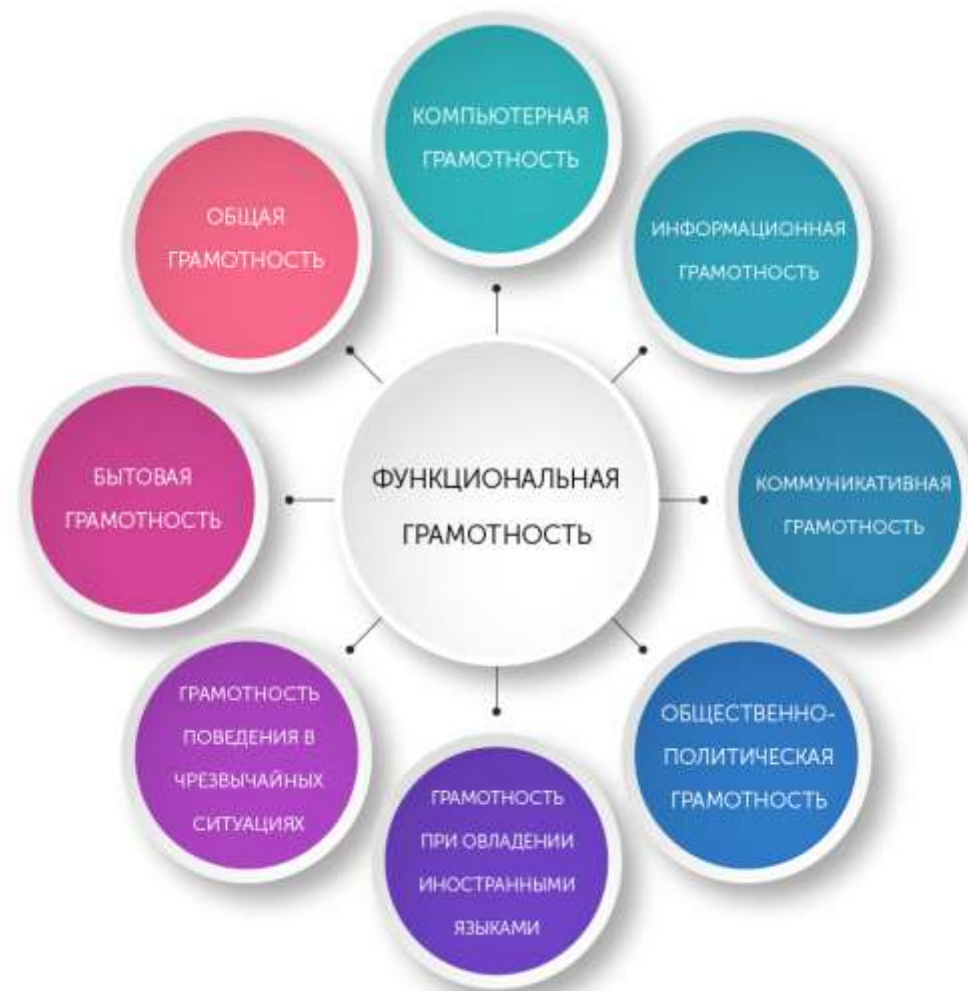 КОМПЬЮТЕРНАЯ
ГРАМОТНОСТЬ
ОБЩАЯ
ГРАМОТНОСТЬ
ИНФОРМАЦИОННАЯ
ГРАМОТНОСТЬ
БЫТОВАЯ
ГРАМОТНОСТЬ
ФУНКЦИОНАЛЬНАЯ
ГРАМОТНОСТЬ
КОММУНИКАТИВНАЯ
ГРАМОТНОСТЬ
ГРАМОТНОСТЬ
ПОВЕДЕНИЯ В
ЧРЕЗВЫЧАЙНЫХ
СИТУАЦИЯХ
ОБЩЕСТВЕННО-
ПОЛИТИЧЕСКАЯ
ГРАМОТНОСТЬ
ГРАМОТНОСТЬ
ПРИ ОВЛАДЕНИИ
ИНОСТРАННЫМИ
ЯЗЫКАМИ